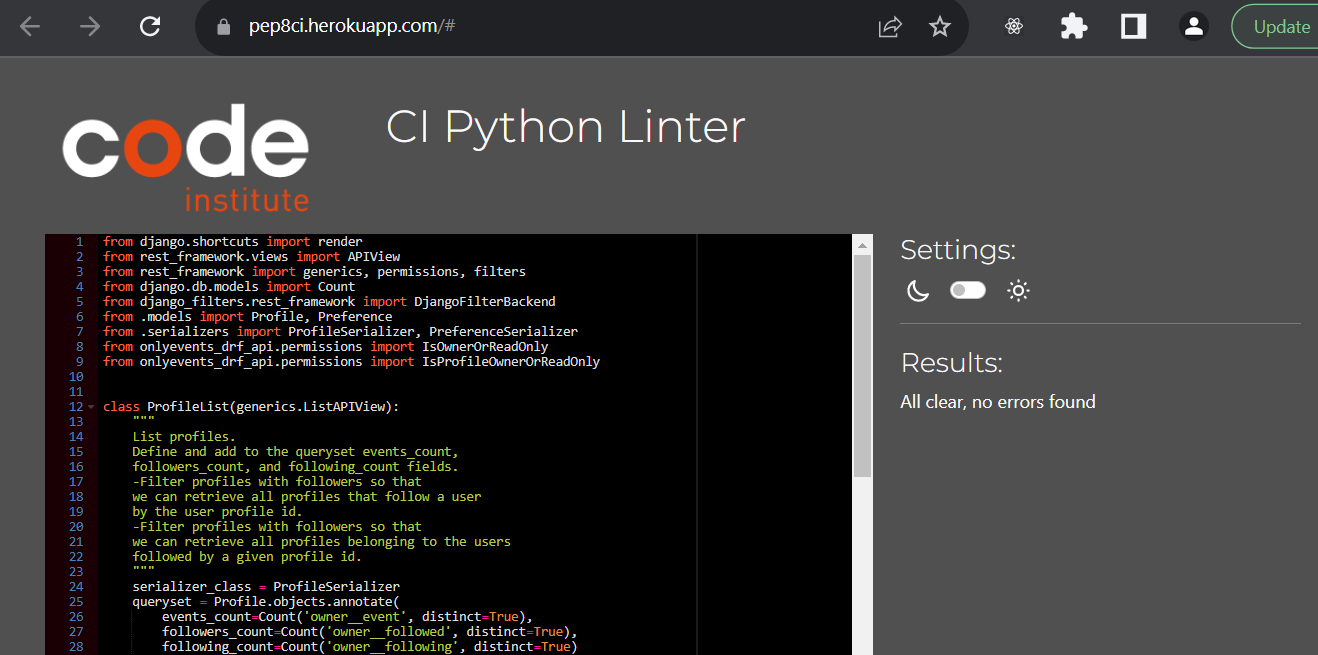 pep8ci.herokuapp.com/#
Update
code
institute
CI Python Linter
1 from django.shortcuts import render
2 from rest_framework.views import APIView
3 from rest_framework import generics, permissions, filters
4 from django.db.models import Count
5 from django_filters.rest_framework import DjangoFilterBackend
6 from .models import Profile, Preference
7 from .serializers import ProfileSerializer, PreferenceSerializer
8 from onlyevents_drf_api.permissions import IsOwnerOrReadOnly
9 from onlyevents_drf_api.permissions import IsProfileOwnerOrReadOnly
10
11
12 class ProfileList(generics.ListAPIView):
13 """
14 List profiles.
15 Define and add to the queryset events_count,
16 followers_count, and following_count fields.
17 -Filter profiles with followers so that
18 we can retrieve all profiles that follow a user
19 by the user profile id.
20 -Filter profiles with followers so that
21 we can retrieve all profiles belonging to the users
22 followed by a given profile id.
23 """
24 serializer_class = ProfileSerializer
25 queryset = Profile.objects.annotate(
26 events_count=Count('owner__event', distinct=True),
27 followers_count=Count('owner__followed', distinct=True),
28 following_count=Count('owner__following', distinct=True)
Settings:
Results:
All clear, no errors found